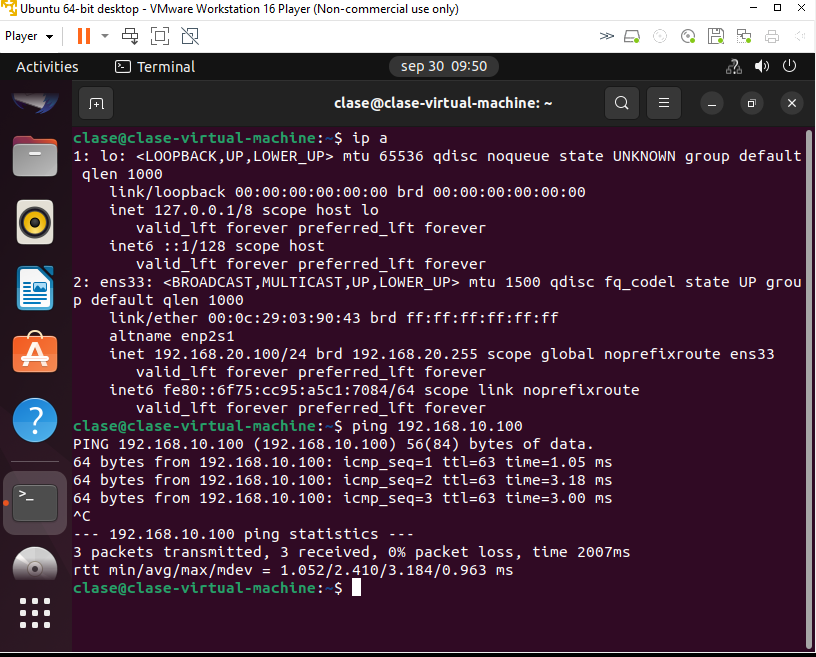 Ubuntu 64-bit desktop - VMware Workstation 16 Player (Non-commercial use only)
Player
Activities
Terminal
sep 30 09:50
clase@clase-virtual-machine: ~
clase@clase-virtual-machine:~$ ip a
1: lo: <LOOPBACK,UP,LOWER_UP> mtu 65536 qdisc noqueue state UNKNOWN group default
 qlen 1000
    link/loopback 00:00:00:00:00:00 brd 00:00:00:00:00:00
    inet 127.0.0.1/8 scope host lo
       valid_lft forever preferred_lft forever
    inet6 ::1/128 scope host
       valid_lft forever preferred_lft forever
2: ens33: <BROADCAST,MULTICAST,UP,LOWER_UP> mtu 1500 qdisc fq_codel state UP grou
p default qlen 1000
    link/ether 00:0c:29:03:90:43 brd ff:ff:ff:ff:ff:ff
    altname enp2s1
    inet 192.168.20.100/24 brd 192.168.20.255 scope global noprefixroute ens33
       valid_lft forever preferred_lft forever
    inet6 fe80::6f75:cc95:a5c1:7084/64 scope link noprefixroute
       valid_lft forever preferred_lft forever
clase@clase-virtual-machine:~$ ping 192.168.10.100
PING 192.168.10.100 (192.168.10.100) 56(84) bytes of data.
64 bytes from 192.168.10.100: icmp_seq=1 ttl=63 time=1.05 ms
64 bytes from 192.168.10.100: icmp_seq=2 ttl=63 time=3.18 ms
64 bytes from 192.168.10.100: icmp_seq=3 ttl=63 time=3.00 ms
^C
--- 192.168.10.100 ping statistics ---
3 packets transmitted, 3 received, 0% packet loss, time 2007ms
rtt min/avg/max/mdev = 1.052/2.410/3.184/0.963 ms
clase@clase-virtual-machine:~$